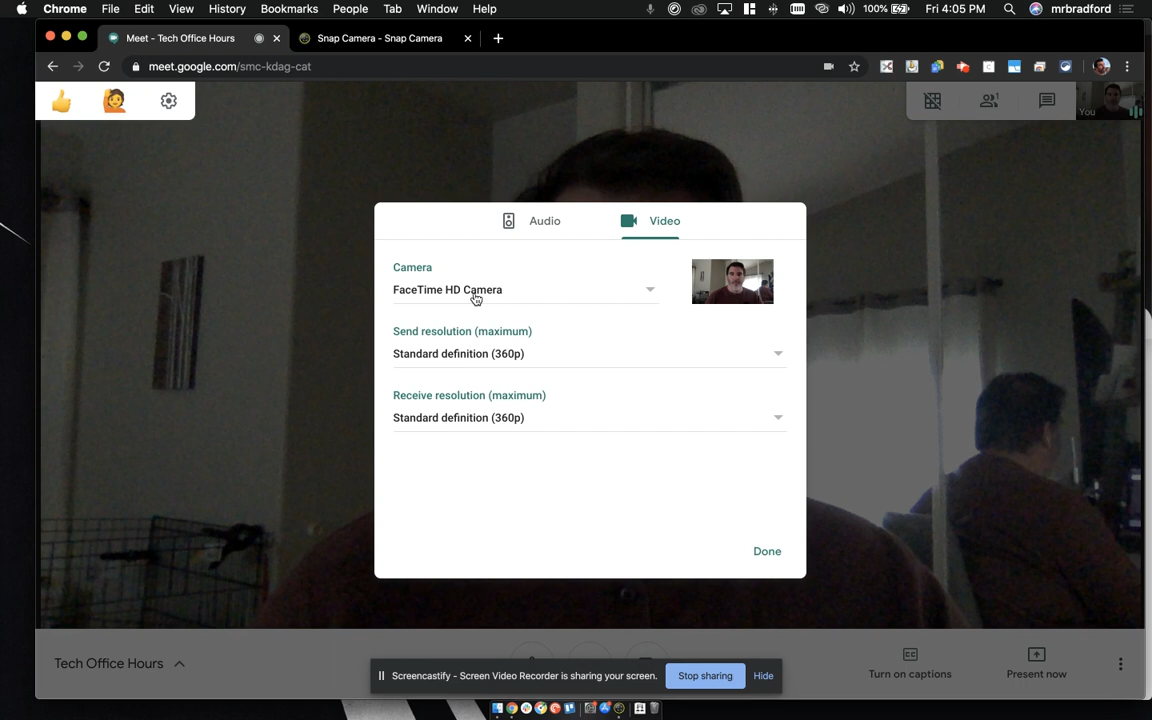 Chrome File Edit View History Bookmarks People Tab Window Help 100% Fri 4:05 PM mrbradford
Meet - Tech Office Hours Snap Camera - Snap Camera
meet.google.com/smc-kdag-cat
You
Audio Video
Camera
FaceTime HD Camera
Send resolution (maximum)
Standard definition (360p)
Receive resolution (maximum)
Standard definition (360p)
Done
Tech Office Hours
CC
Turn on captions
Present now
Screencastify - Screen Video Recorder is sharing your screen. Stop sharing Hide